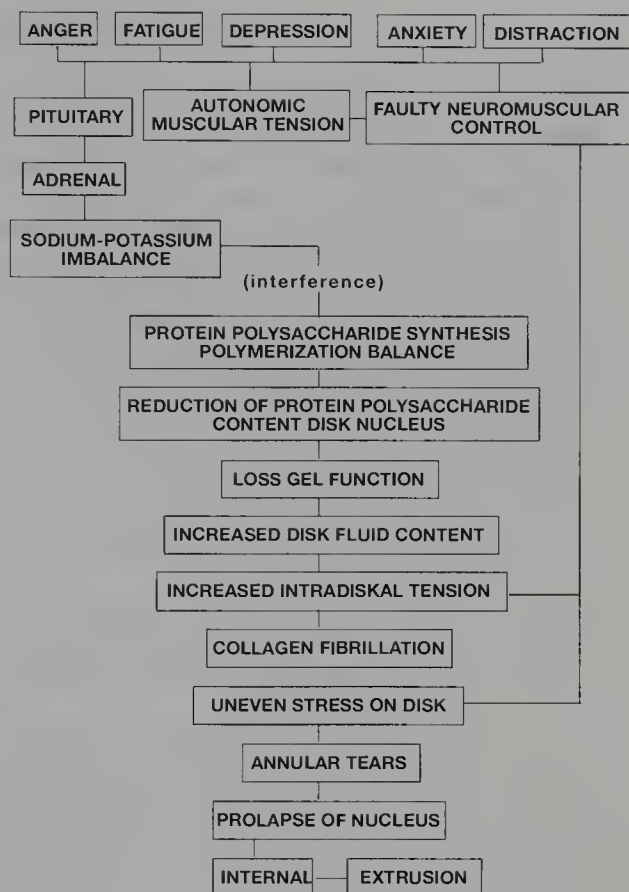 ANGER FATIGUE DEPRESSION ANXIETY DISTRACTION
PITUITARY
AUTONOMIC
MUSCULAR TENSION
FAULTY NEUROMUSCULAR
CONTROL
ADRENAL
SODIUM-POTASSIUM
IMBALANCE
(interference)
PROTEIN POLYSACCHARIDE SYNTHESIS
POLYMERIZATION BALANCE
REDUCTION OF PROTEIN POLYSACCHARIDE
CONTENT DISK NUCLEUS
LOSS GEL FUNCTION
INCREASED DISK FLUID CONTENT
INCREASED INTRADISKAL TENSION
COLLAGEN FIBRILLATION
UNEVEN STRESS ON DISK
ANNULAR TEARS
PROLAPSE OF NUCLEUS
INTERNAL EXTRUSION